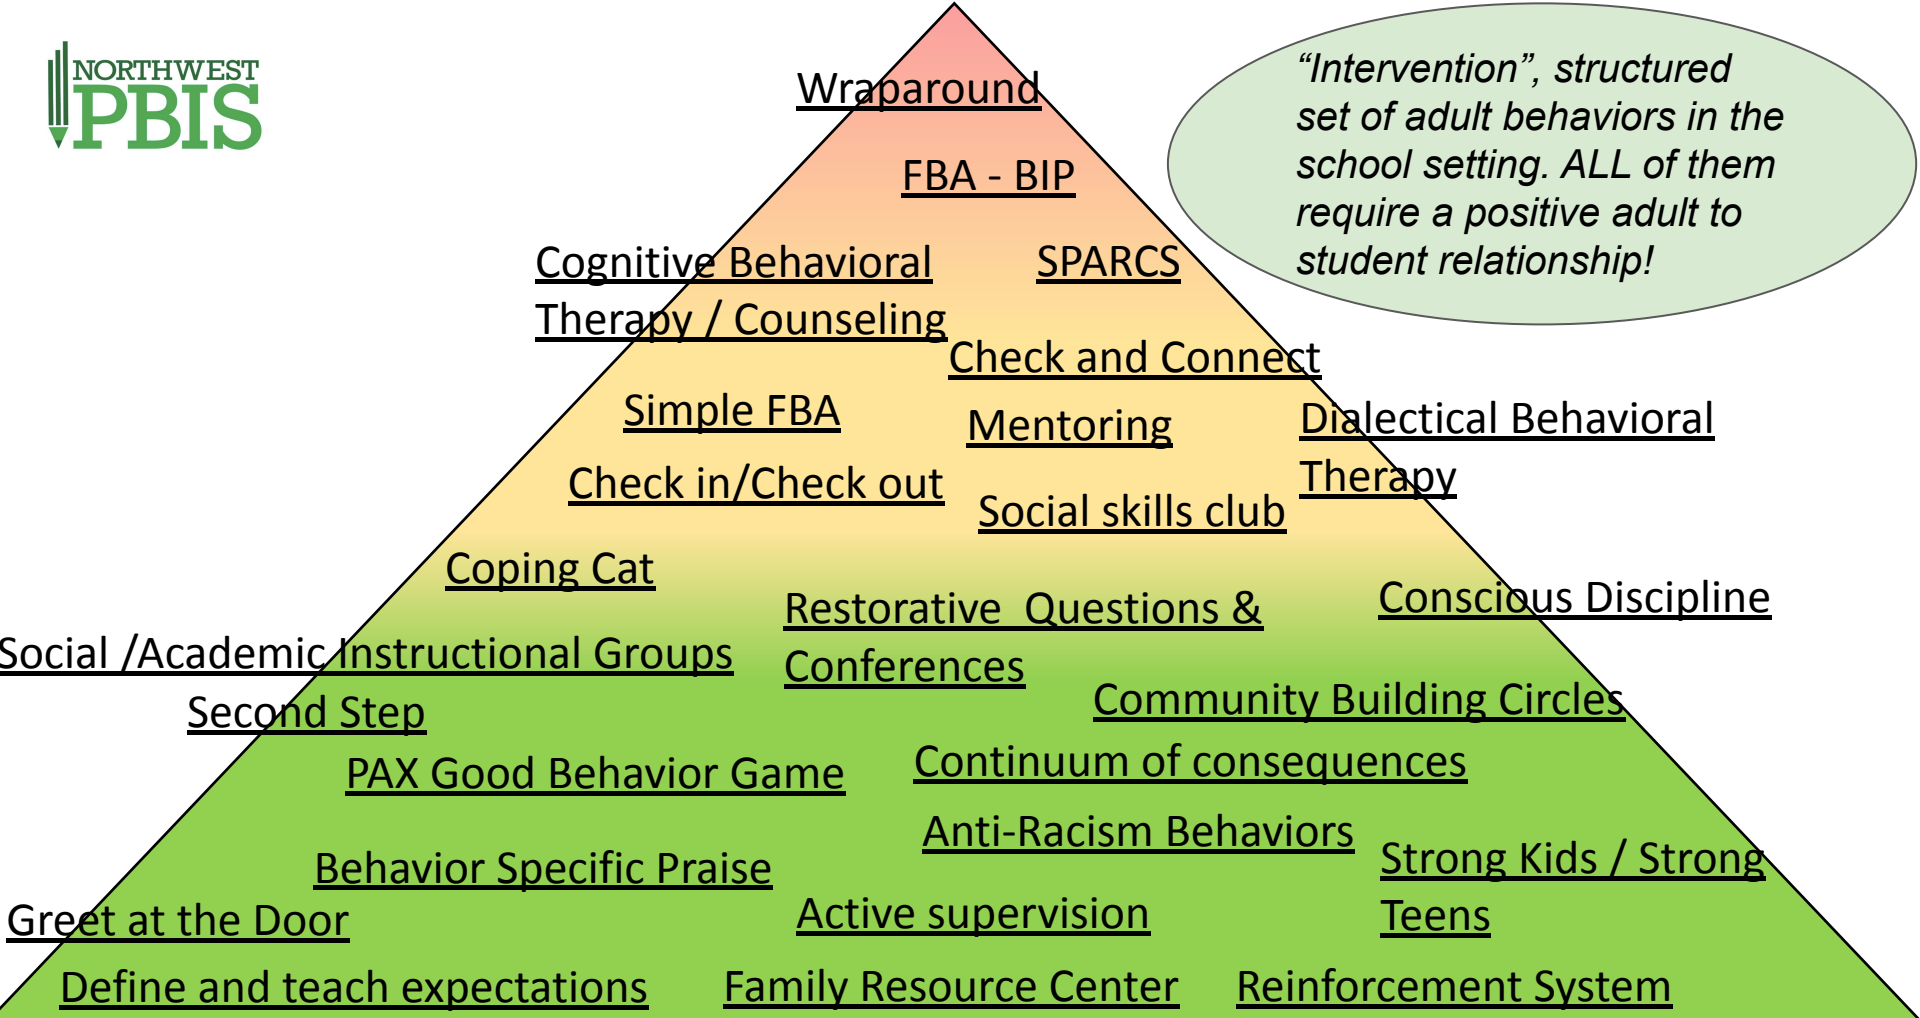 NORTHWEST
PBIS
“Intervention”, structured
set of adult behaviors in the
school setting. ALL of them
require a positive adult to
student relationship!
Wraparound
FBA - BIP
Cognitive Behavioral
Therapy / Counseling
SPARCS
Check and Connect
Simple FBA
Mentoring
Dialectical Behavioral
Therapy
Check in/Check out
Social skills club
Coping Cat
Restorative  Questions &
Conferences
Conscious Discipline
Social /Academic Instructional Groups
Second Step
Community Building Circles
PAX Good Behavior Game
Continuum of consequences
Anti-Racism Behaviors
Behavior Specific Praise
Strong Kids / Strong
Teens
Greet at the Door
Active supervision
Define and teach expectations
Family Resource Center
Reinforcement System